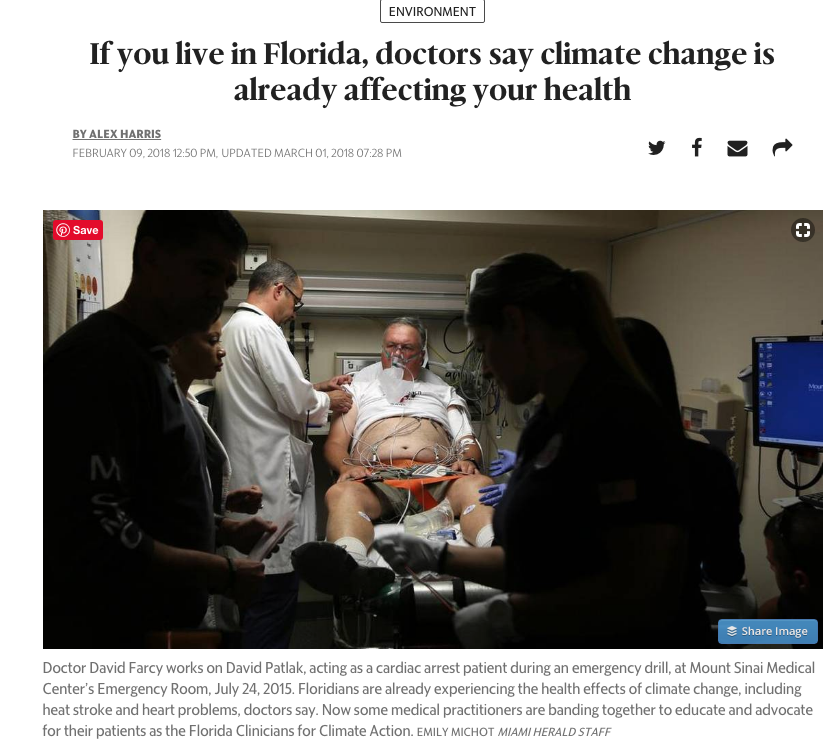 ENVIRONMENT
If you live in Florida, doctors say climate change is
already affecting your health
BY ALEX HARRIS
FEBRUARY 09, 2018 12:50 PM, UPDATED MARCH 01, 2018 07:28 PM
Save
Share Image
Doctor David Farcy works on David Patlak, acting as a cardiac arrest patient during an emergency drill, at Mount Sinai Medical
Center's Emergency Room, July 24, 2015. Floridians are already experiencing the health effects of climate change, including
heat stroke and heart problems, doctors say. Now some medical practitioners are banding together to educate and advocate
for their patients as the Florida Clinicians for Climate Action. EMILY MICHOT MIAMI HERALD STAFF